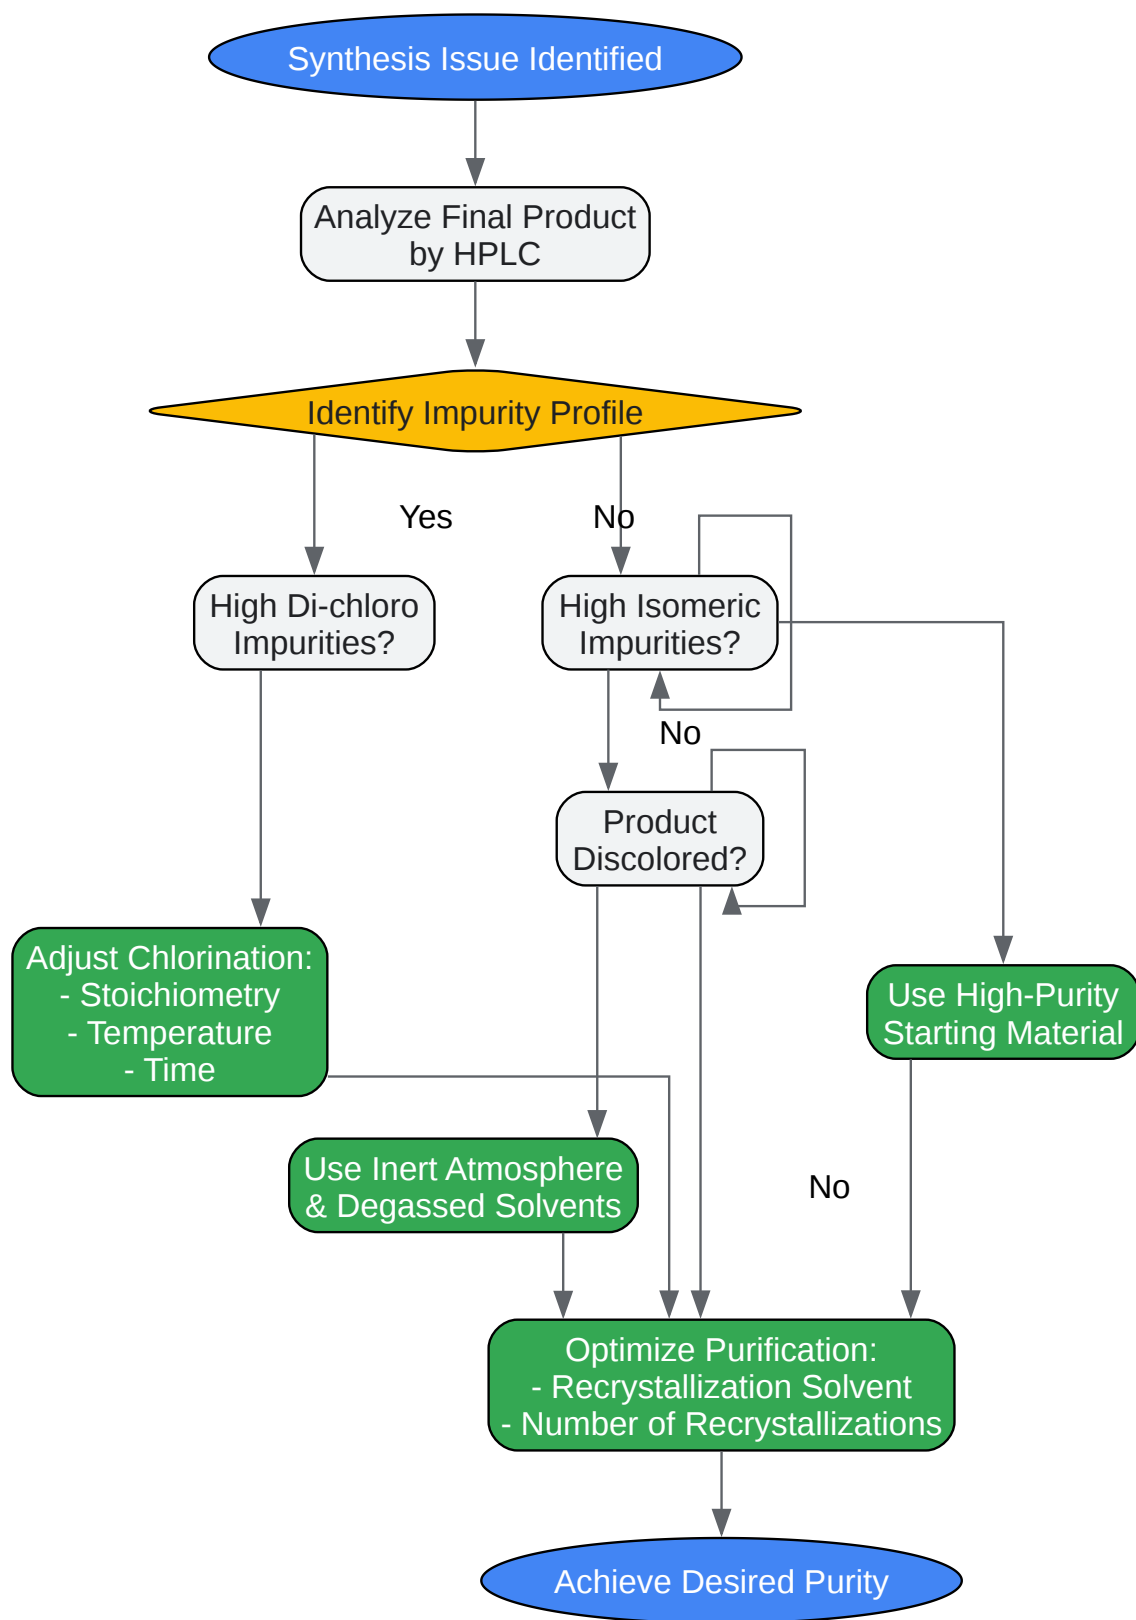 Synthesis Issue Identified
Analyze Final Product
by HPLC
Identify Impurity Profile
Yes
No
High Di-chloro
Impurities?
High Isomeric
Impurities?
No
Product
Discolored?
Adjust Chlorination:
- Stoichiometry
- Temperature
- Time
Use High-Purity
Starting Material
Use Inert Atmosphere
& Degassed Solvents
No
Optimize Purification:
- Recrystallization Solvent
- Number of Recrystallizations
Achieve Desired Purity